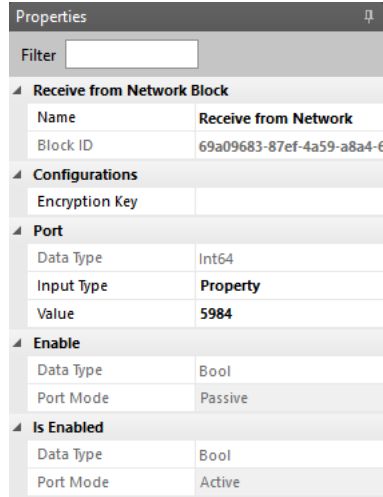 Properties
Filter
Receive from Network Block
Name Receive from Network
Block ID 69a09683-87ef-4a59-a8a4-6
Configurations
Encryption Key
Port
Data Type Int64
Input Type Property
Value 5984
Enable
Data Type Bool
Port Mode Passive
Is Enabled
Data Type Bool
Port Mode Active